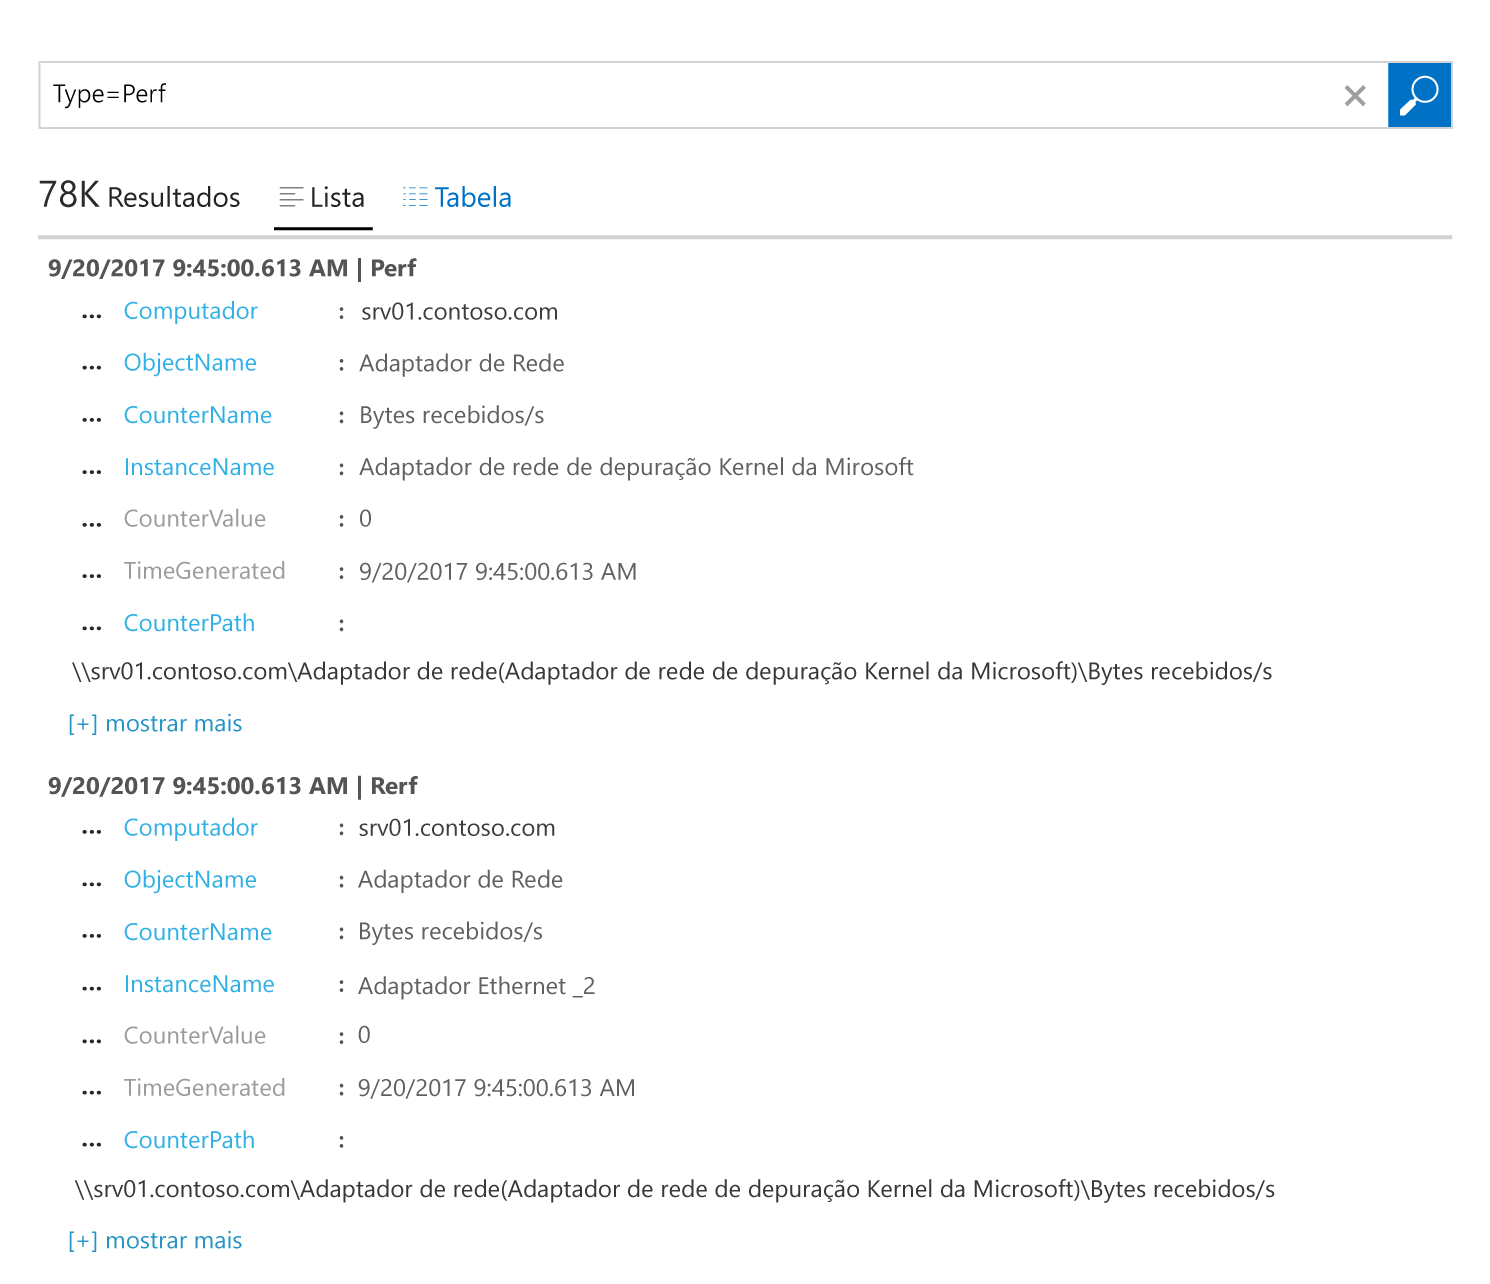 Type=Perf
78K Resultados Lista Tabela
9/20/2017 9:45:00.613 AM | Perf
... Computador : srv01.contoso.com
... ObjectName : Adaptador de Rede
... CounterName : Bytes recebidos/s
... InstanceName : Adaptador de rede de depuração Kernel da Mirosoft
... CounterValue : 0
... TimeGenerated : 9/20/2017 9:45:00.613 AM
... CounterPath :
\\srv01.contoso.com\Adaptador de rede(Adaptador de rede de depuração Kernel da Microsoft)\Bytes recebidos/s
[+] mostrar mais
9/20/2017 9:45:00.613 AM | Rerf
... Computador : srv01.contoso.com
... ObjectName : Adaptador de Rede
... CounterName : Bytes recebidos/s
... InstanceName : Adaptador Ethernet _2
... CounterValue : 0
... TimeGenerated : 9/20/2017 9:45:00.613 AM
... CounterPath :
\\srv01.contoso.com\Adaptador de rede(Adaptador de rede de depuração Kernel da Microsoft)\Bytes recebidos/s
[+] mostrar mais